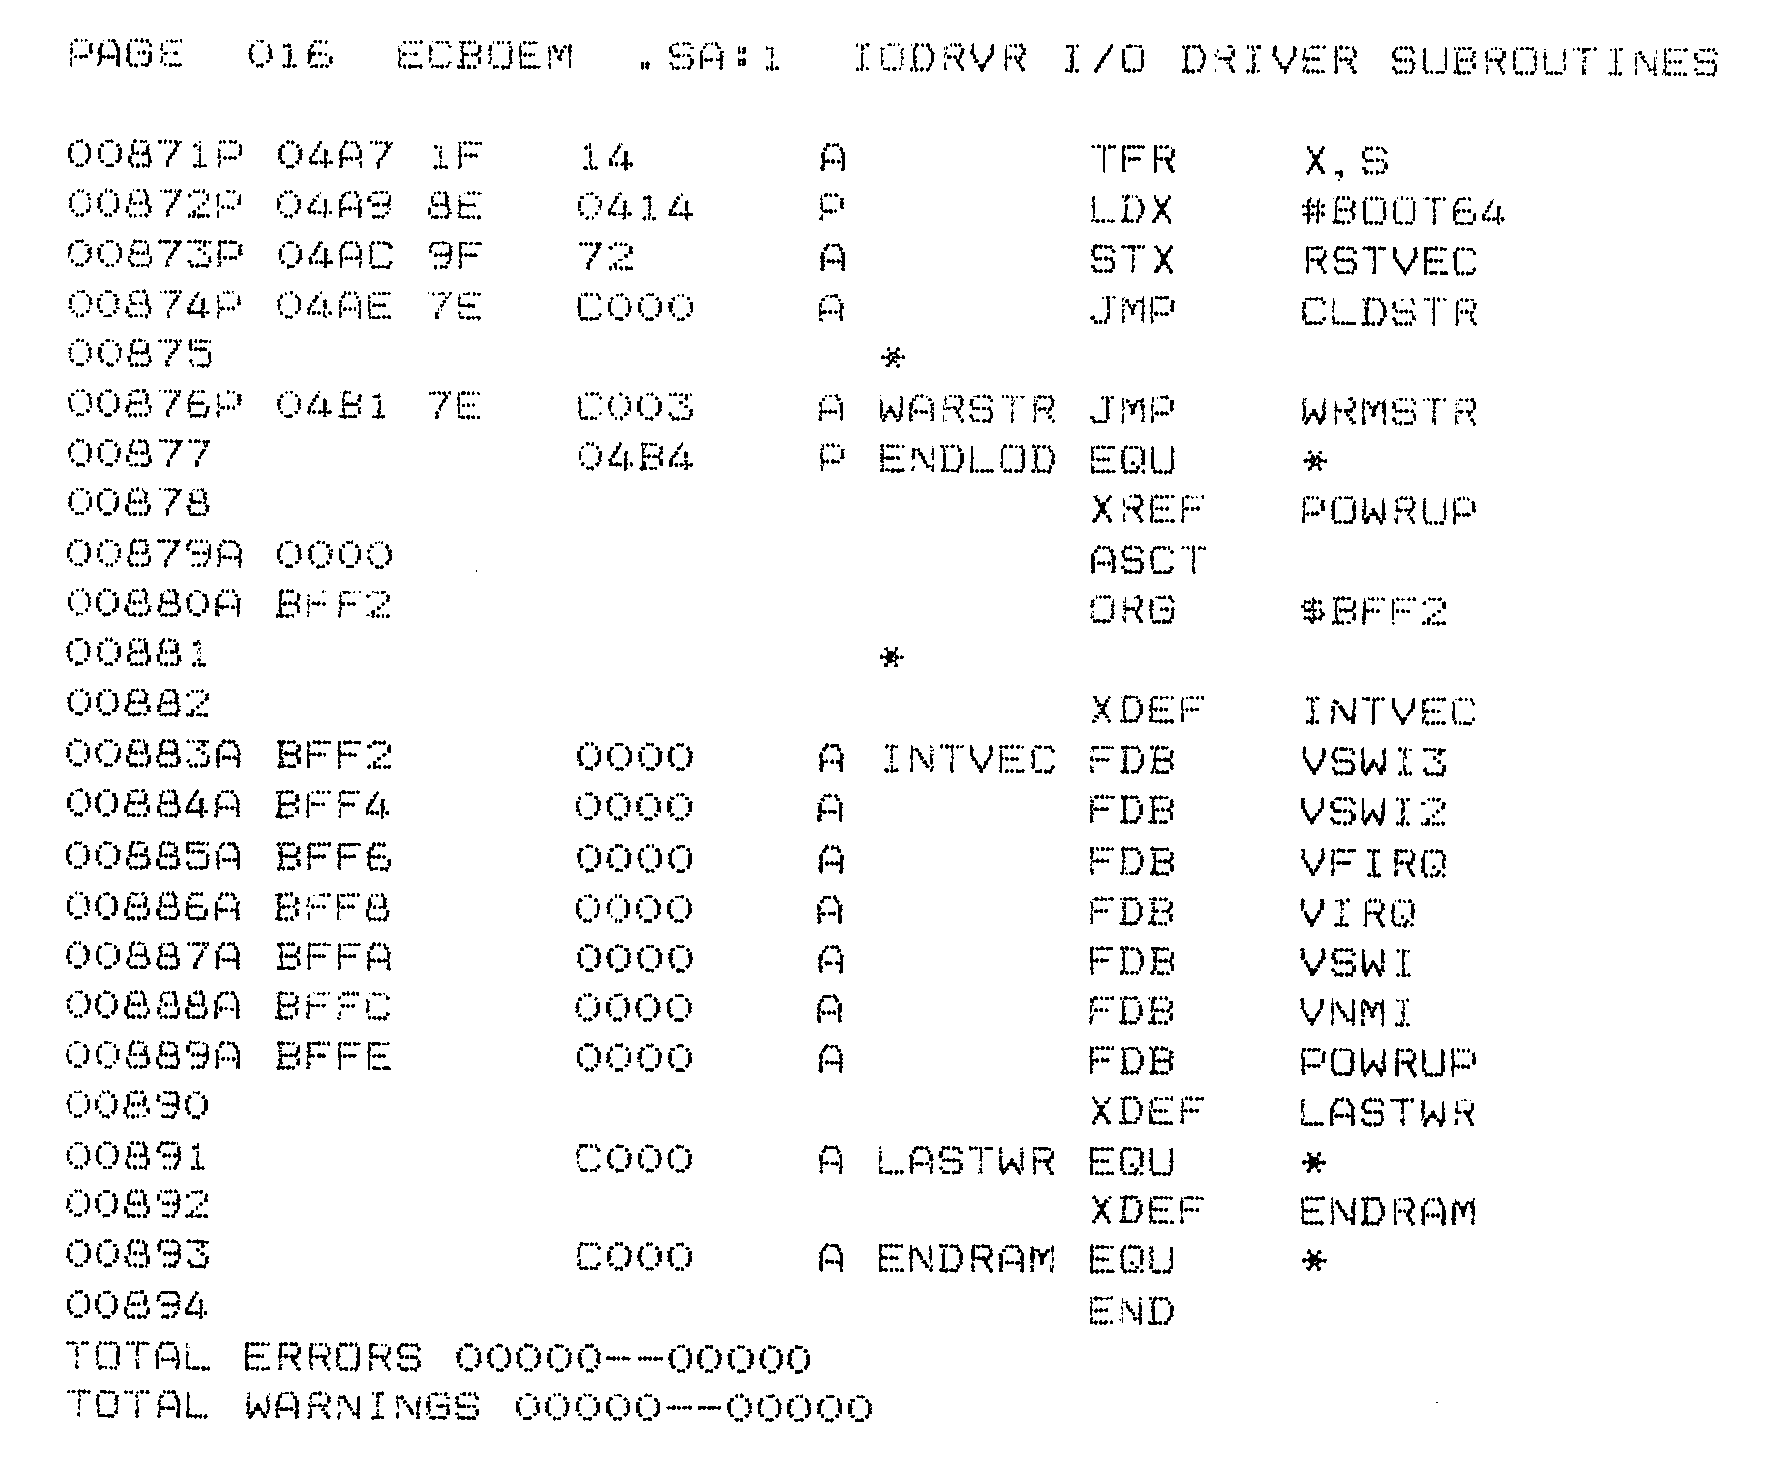 PAGE  016  ECBOEM  .SA:1  IODRVR I/O DRIVER SUBROUTINES
00871P 04A7 1F   14      A        TFR    X,S
00872P 04A9 8E   0414    P        LDX    #BOOT64
00873P 04AC 9F   72      A        STX    RSTVEC
00874P 04AE 7E   C000    A        JMP    CLDSTR
00875                      *
00876P 04B1 7E   C003    A WARSTR JMP    WRMSTR
00877            04B4    P ENDLOD EQU    *
00878                             XREF   POWRUP
00879A 0000                       ASCT
00880A BFF2                       ORG    $BFF2
00881                      *
00882                             XDEF   INTVEC
00883A BFF2      0000    A INTVEC FDB    VSWI3
00884A BFF4      0000    A        FDB    VSWI2
00885A BFF6      0000    A        FDB    VFIRQ
00886A BFF8      0000    A        FDB    VIRQ
00887A BFFA      0000    A        FDB    VSWI
00888A BFFC      0000    A        FDB    VNMI
00889A BFFE      0000    A        FDB    POWRUP
00890                             XDEF   LASTWR
00891            C000    A LASTWR EQU    *
00892                             XDEF   ENDRAM
00893            C000    A ENDRAM EQU    *
00894                             END
TOTAL ERRORS 00000--00000
TOTAL WARNINGS 00000--00000